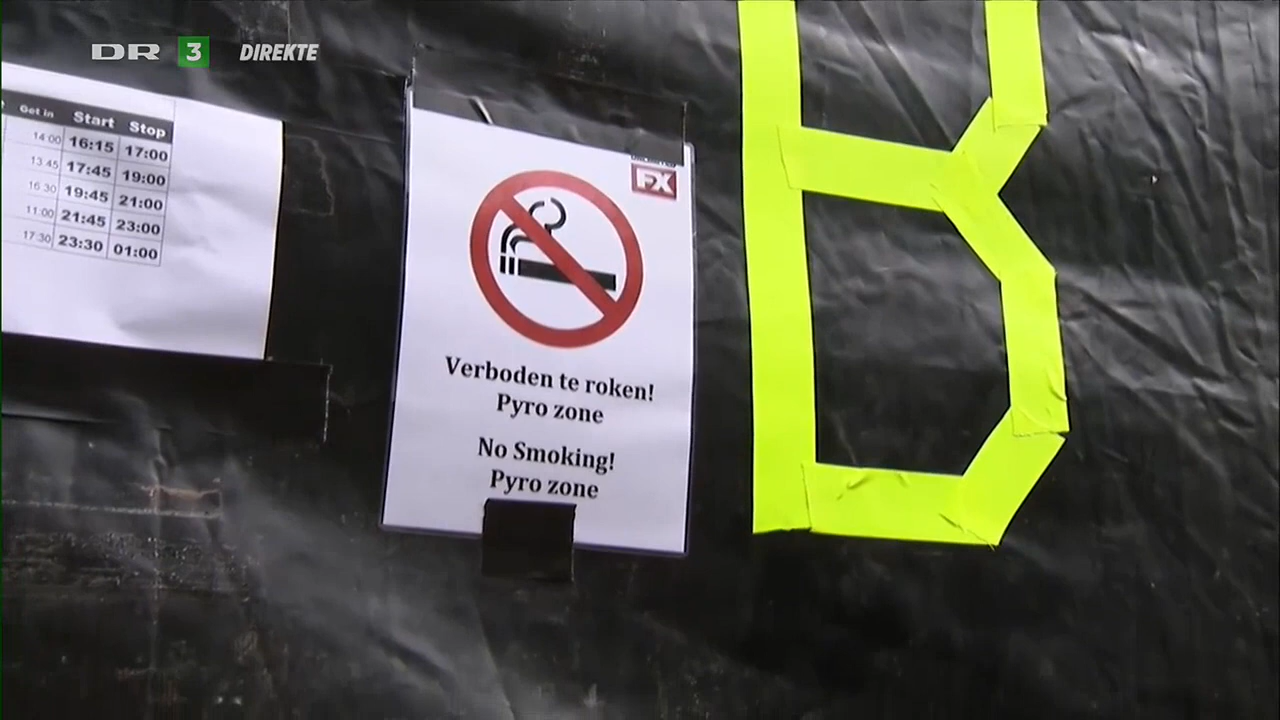 DR 3 DIREKTE
Get in Start Stop
14:00 16:15 17:00
13:45 17:45 19:00
16:30 19:45 21:00
11:00 21:45 23:00
17:30 23:30 01:00
FX
Verboden te roken!
Pyro zone
No Smoking!
Pyro zone
B